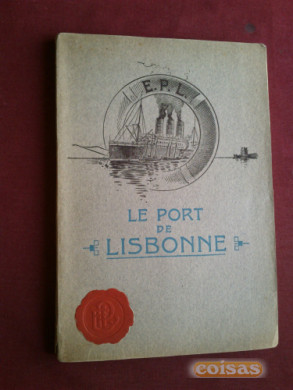 E. P. L.
LE PORT
DE
LISBONNE
coisas